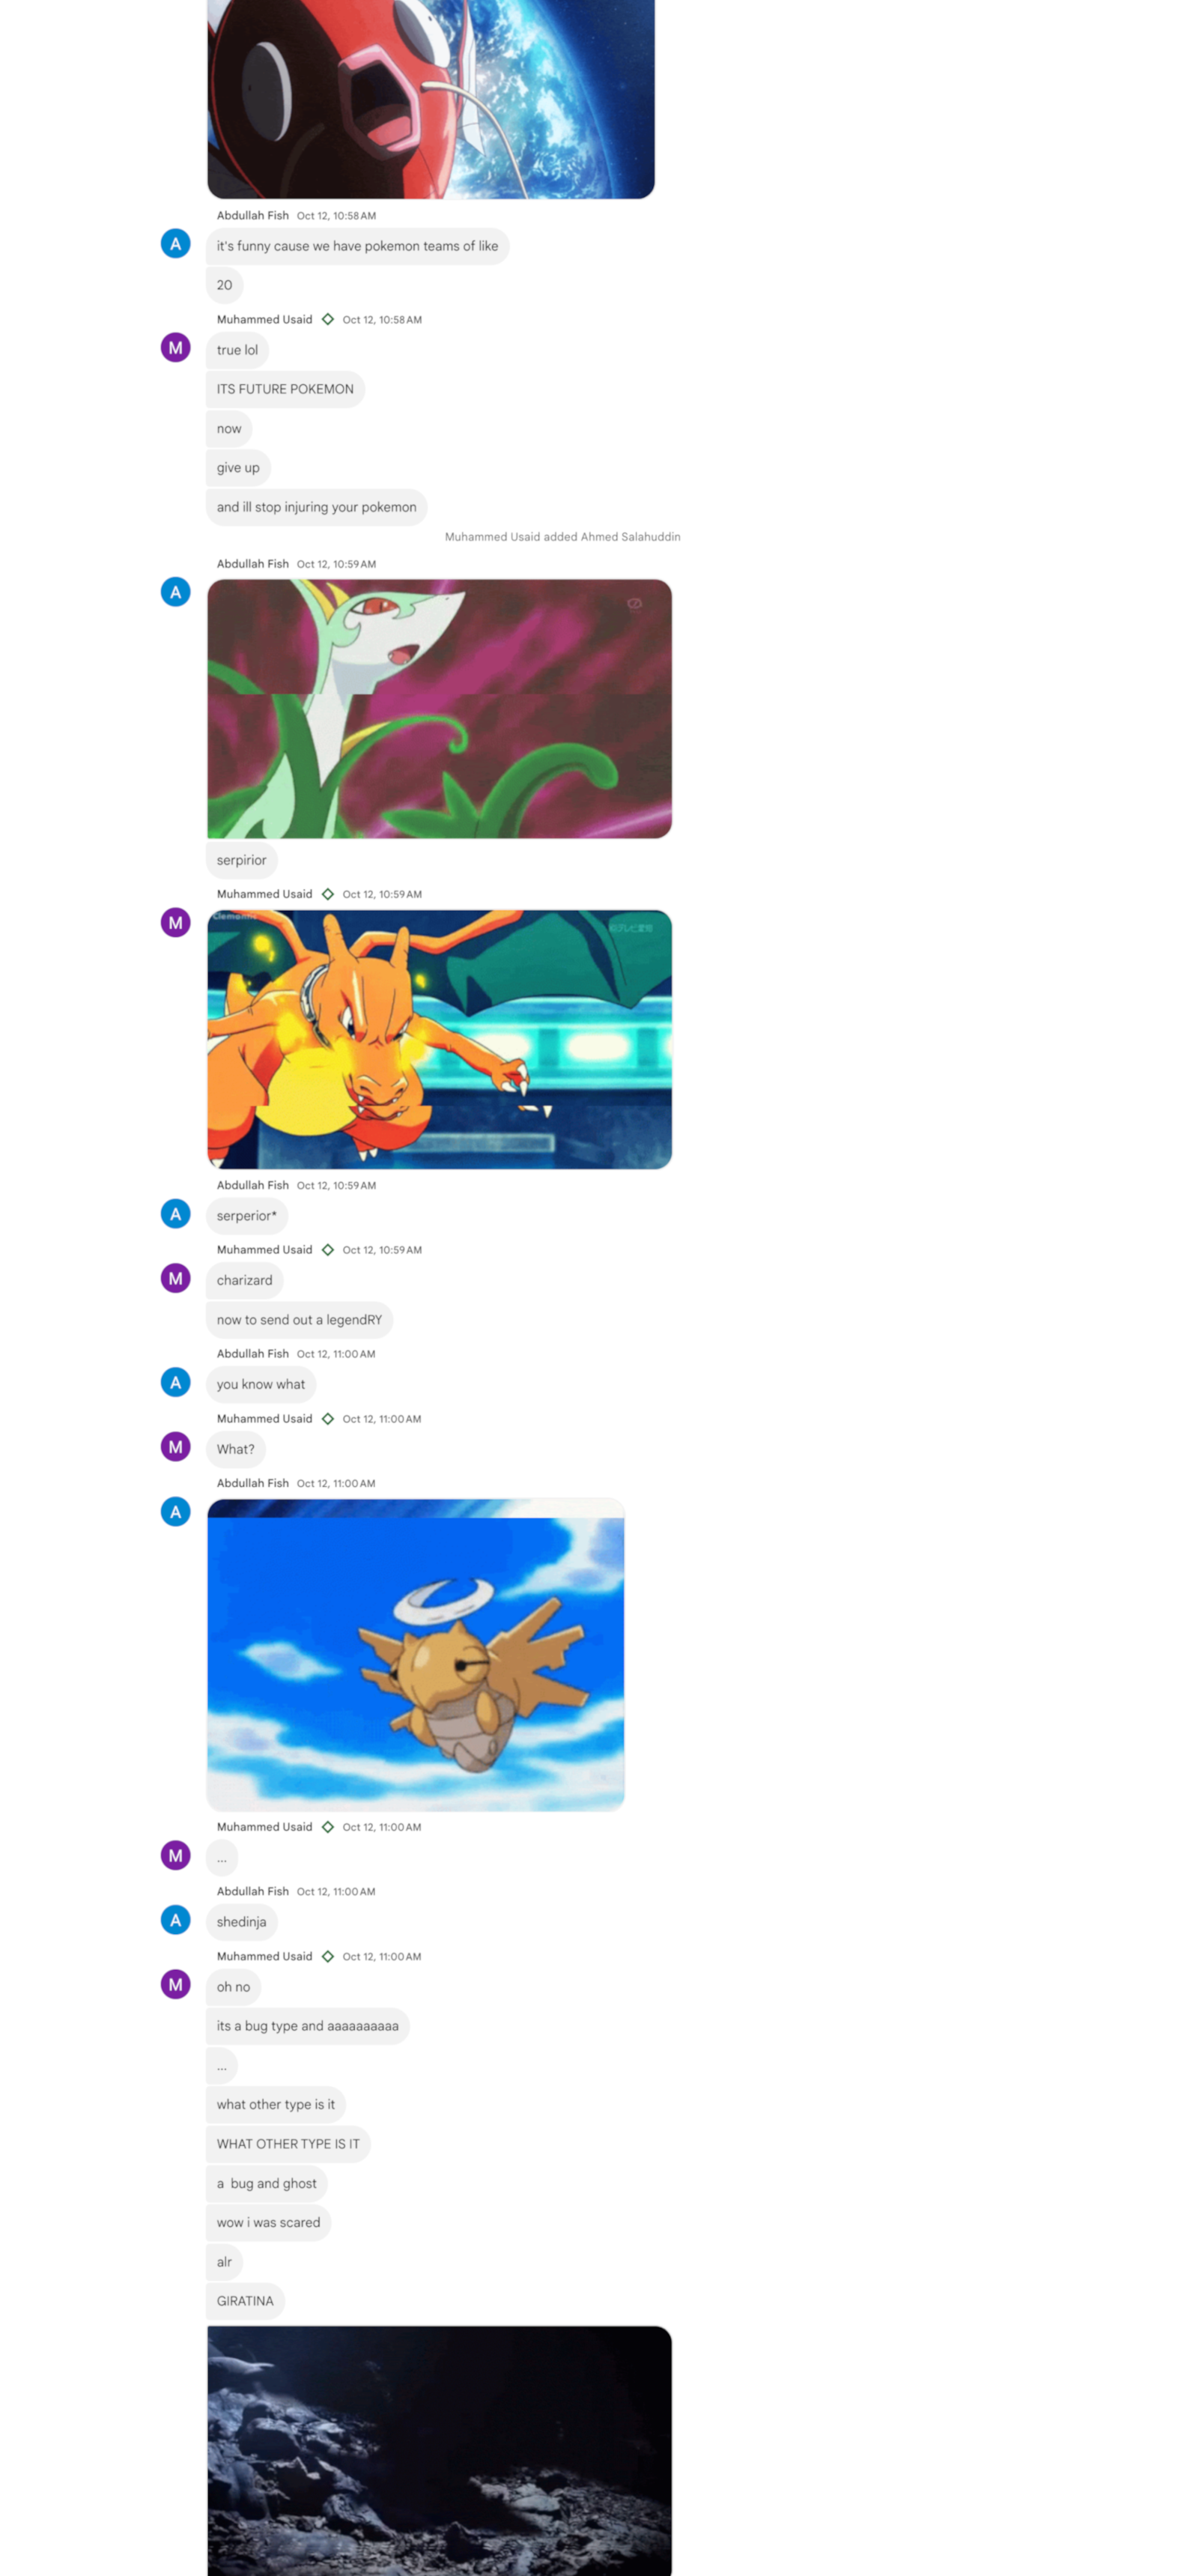 Abdullah Fish Oct 12, 10:58 AM
A
it's funny cause we have pokemon teams of like
20
Muhammed Usaid Oct 12, 10:58 AM
M
true lol
ITS FUTURE POKEMON
now
give up
and ill stop injuring your pokemon
Muhammed Usaid added Ahmed Salahuddin
Abdullah Fish Oct 12, 10:59 AM
A
serpirior
Muhammed Usaid Oct 12, 10:59 AM
M
©テレビ東京
Abdullah Fish Oct 12, 10:59 AM
A
serperior*
Muhammed Usaid Oct 12, 10:59 AM
M
charizard
now to send out a legendRY
Abdullah Fish Oct 12, 11:00 AM
A
you know what
Muhammed Usaid Oct 12, 11:00 AM
M
What?
Abdullah Fish Oct 12, 11:00 AM
A
Muhammed Usaid Oct 12, 11:00 AM
M
...
Abdullah Fish Oct 12, 11:00 AM
A
shedinja
Muhammed Usaid Oct 12, 11:00 AM
M
oh no
its a bug type and aaaaaaaaaa
...
what other type is it
WHAT OTHER TYPE IS IT
a  bug and ghost
wow i was scared
alr
GIRATINA